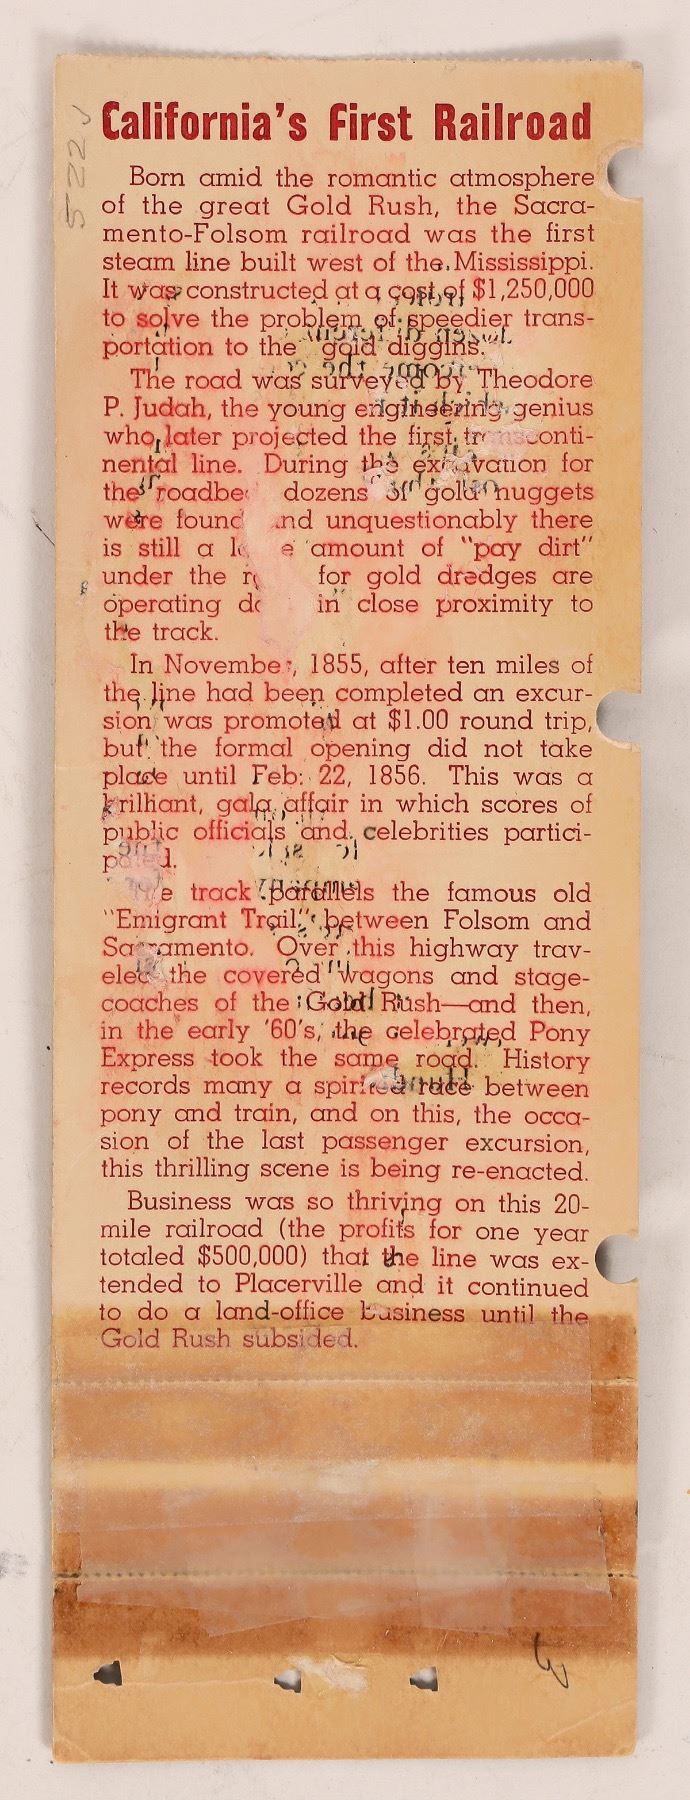 California's First Railroad
522J
Born amid the romantic atmosphere
of the great Gold Rush, the Sacra-
mento-Folsom railroad was the first
steam line built west of the Mississippi.
It was constructed at a cost of $1,250,000
to solve the problem of speedier trans-
portation to the gold diggins.
The road was surveyed by Theodore
P. Judah, the young engineering genius
who later projected the first transconti-
nental line. During the excavation for
the roadbed dozens of gold nuggets
were found and unquestionably there
is still a large amount of "pay dirt"
under the for gold dredges are
operating in close proximity to
the track.
In November, 1855, after ten miles of
the line had been completed an excur-
sion was promoted at $1.00 round trip,
but the formal opening did not take
place until Feb. 22, 1856. This was a
brilliant, gala affair in which scores of
public officials and celebrities partici-
pated.
The track parallels the famous old
"Emigrant Trail," between Folsom and
Sacramento. Over this highway trav-
eled the covered wagons and stage-
coaches of the Gold Rush—and then,
in the early '60's, the celebrated Pony
Express took the same road. History
records many a spirited race between
pony and train, and on this, the occa-
sion of the last passenger excursion,
this thrilling scene is being re-enacted.
Business was so thriving on this 20-
mile railroad (the profits for one year
totaled $500,000) that the line was ex-
tended to Placerville and it continued
to do a land-office business until the
Gold Rush subsided.